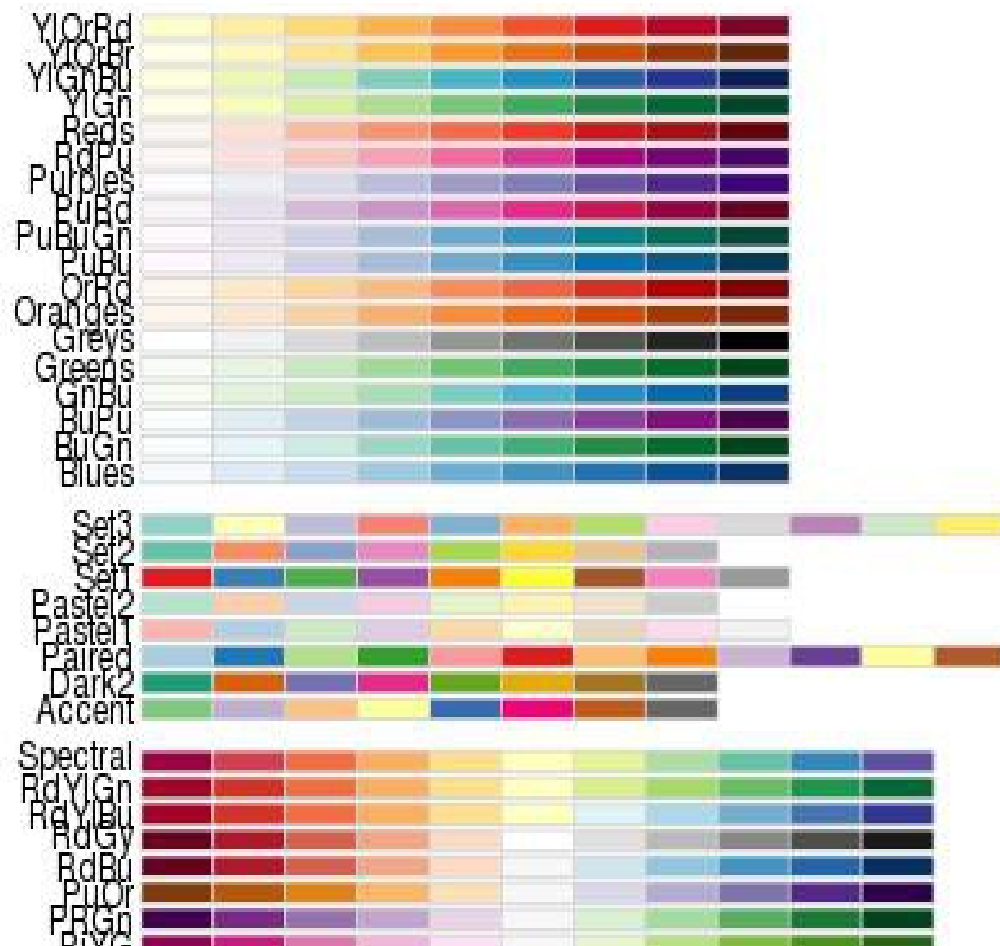 YlOrRd
YlOrBr
YlGnBu
YlGn
Reds
RdPu
Purples
PuRd
PuBuGn
PuBu
OrRd
Oranges
Greys
Greens
GnBu
BuPu
BuGn
Blues
Set3
Set2
Set1
Pastel2
Pastel1
Paired
Dark2
Accent
Spectral
RdYlGn
RdYlBu
RdGy
RdBu
PuOr
PRGn
PiYG